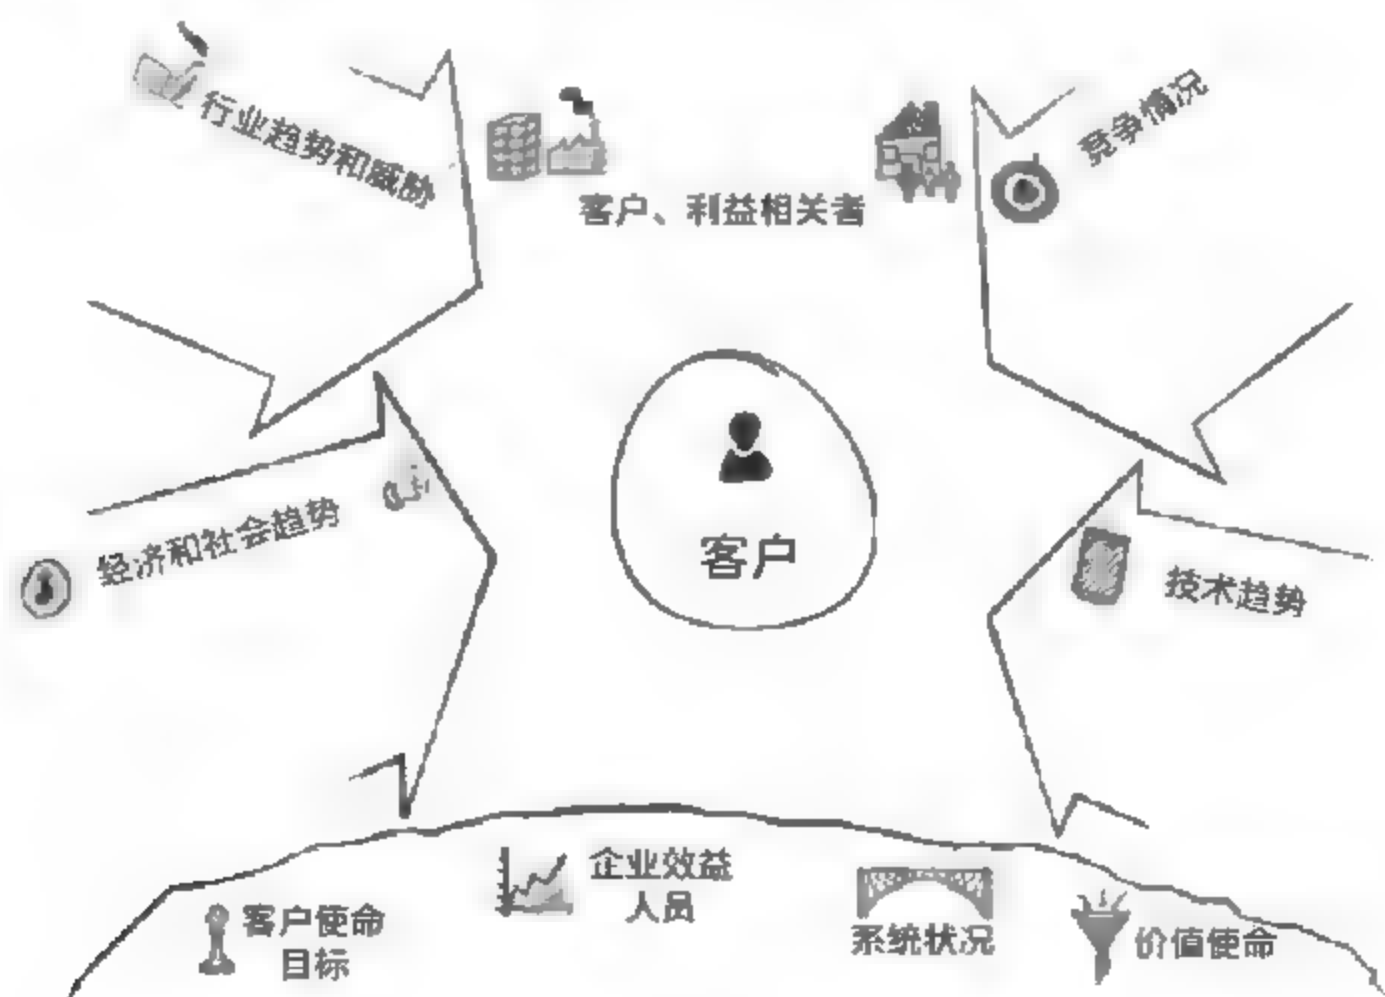 行业趋势和威胁
客户、利益相关者
竞争情况
经济和社会趋势
客户
技术趋势
客户使命
目标
企业效益
人员
系统状况
价值使命